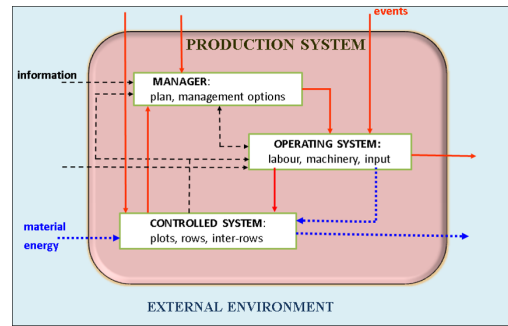 events
PRODUCTION SYSTEM
information
MANAGER:
plan, management options
OPERATING SYSTEM:
labour, machinery, input
material
energy
CONTROLLED SYSTEM:
plots, rows, inter-rows
EXTERNAL ENVIRONMENT